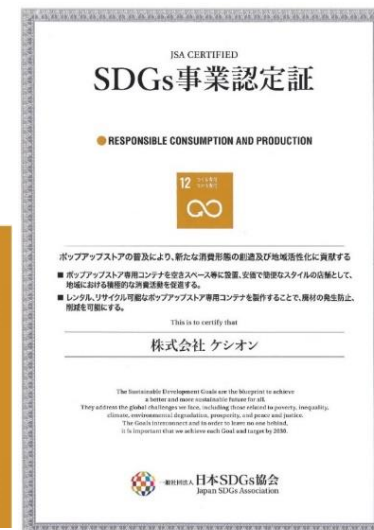 JSA CERTIFIED
SDGs事業認定証
RESPONSIBLE CONSUMPTION AND PRODUCTION
12 つくる責任
つかう責任
ポップアップストアの普及により、新たな消費形態の創造及び地域活性化に貢献する
■ ポップアップストア専用コンテナを空きスペース等に設置、安価で簡便なスタイルの店舗として、
地域における積極的な消費活動を促進する。
■ レンタル、リサイクル可能なポップアップストア専用コンテナを製作することで、廃材の発生防止、
削減を可能にする。
This is to certify that
株式会社 ケシオン
The Sustainable Development Goals are the blueprint to achieve
a better and more sustainable future for all.
They address the global challenges we face, including those related to poverty, inequality,
climate, environmental degradation, prosperity, and peace and justice.
The Goals interconnect and in order to leave no one behind,
it is important that we achieve each Goal and target by 2030.
一般社団法人 日本SDGs協会
Japan SDGs Association